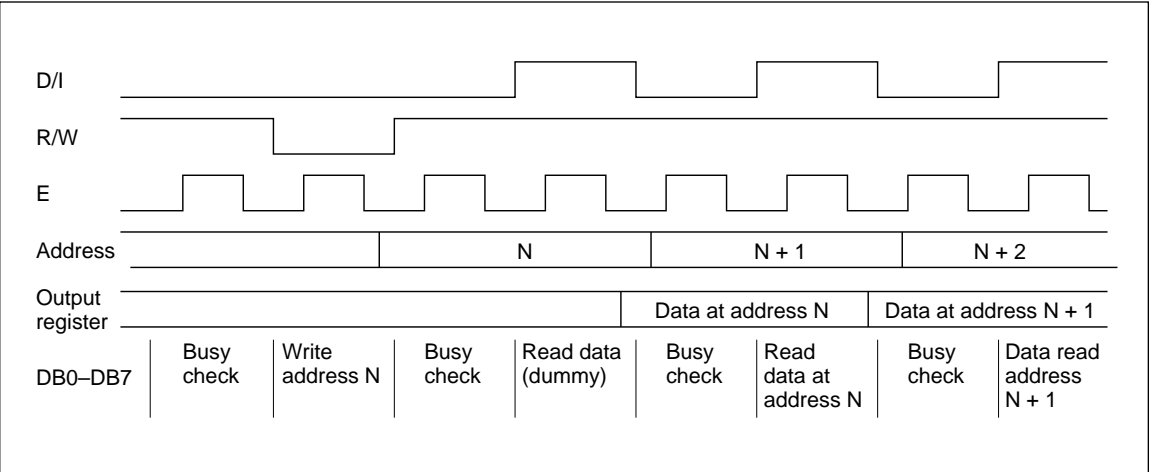 D/I
R/W
E
Address
N
N + 1
N + 2
Output
register
Data at address N
Data at address N + 1
DB0–DB7
Busy
check
Write
address N
Busy
check
Read data
(dummy)
Busy
check
Read
data at
address N
Busy
check
Data read
address
N + 1